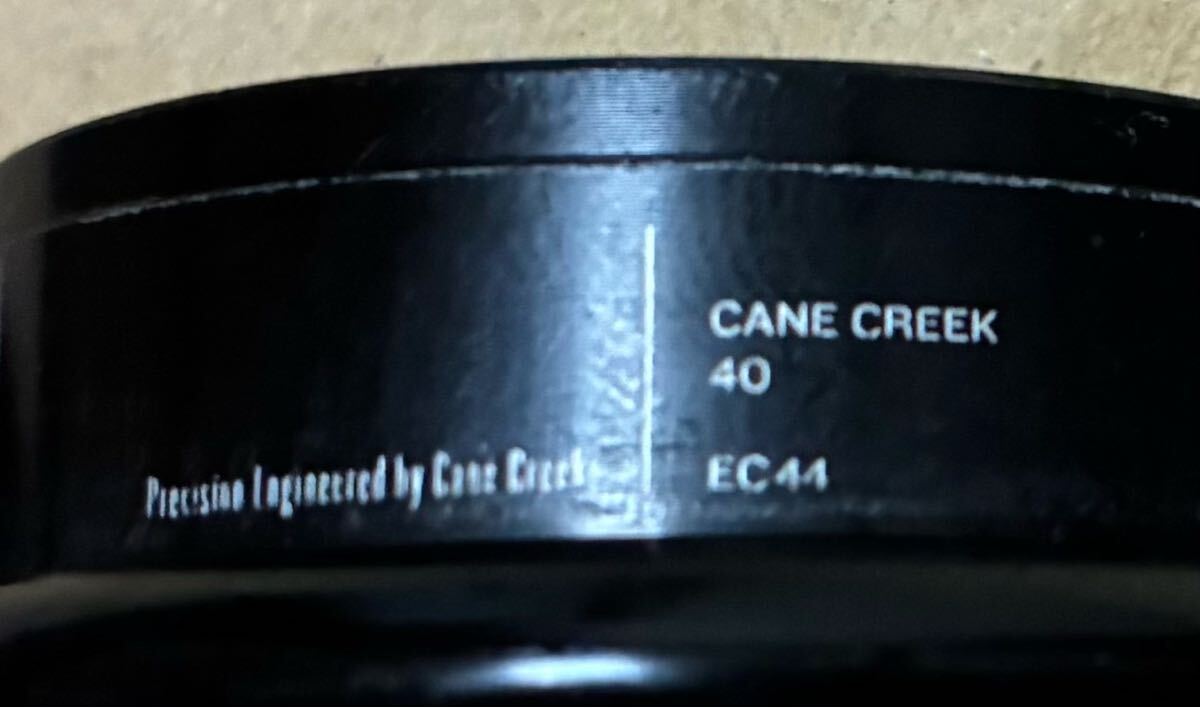 CANE CREEK
40
EC44
Precision Engineered by Cane Creek